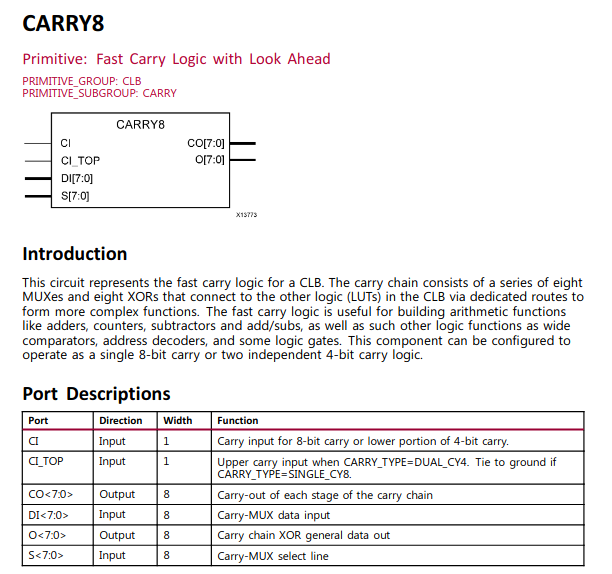 CARRY8
Primitive: Fast Carry Logic with Look Ahead
PRIMITIVE_GROUP: CLB
PRIMITIVE_SUBGROUP: CARRY
CARRY8
CI CO[7:0]
CI_TOP O[7:0]
DI[7:0]
S[7:0]
X13773
Introduction
This circuit represents the fast carry logic for a CLB. The carry chain consists of a series of eight
MUXes and eight XORs that connect to the other logic (LUTs) in the CLB via dedicated routes to
form more complex functions. The fast carry logic is useful for building arithmetic functions
like adders, counters, subtractors and add/subs, as well as such other logic functions as wide
comparators, address decoders, and some logic gates. This component can be configured to
operate as a single 8-bit carry or two independent 4-bit carry logic.
Port Descriptions
Port Direction Width Function
CI Input 1 Carry input for 8-bit carry or lower portion of 4-bit carry.
CI_TOP Input 1 Upper carry input when CARRY_TYPE=DUAL_CY4. Tie to ground if
CARRY_TYPE=SINGLE_CY8.
CO<7:0> Output 8 Carry-out of each stage of the carry chain
DI<7:0> Input 8 Carry-MUX data input
O<7:0> Output 8 Carry chain XOR general data out
S<7:0> Input 8 Carry-MUX select line